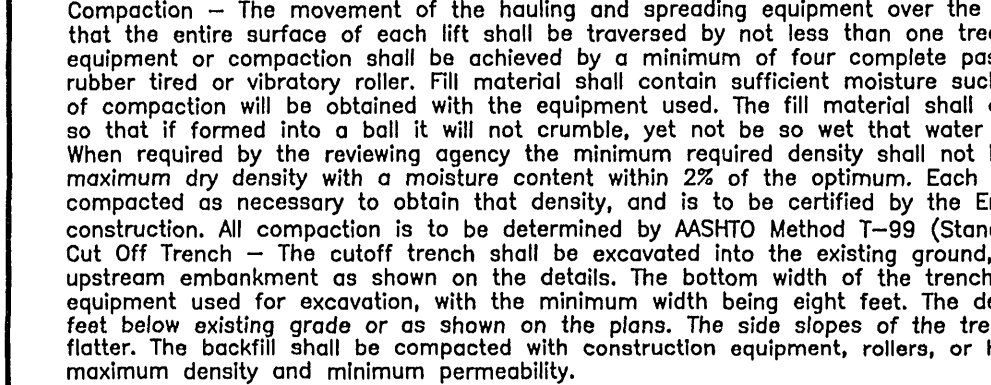 Compaction — The movement of the hauling and spreading equipment over the
that the entire surface of each lift shall be traversed by not less than one
equipment or compaction shall be achieved by a minimum of four complete
rubber tired or vibratory roller. Fill material shall contain sufficient moisture
of compaction will be obtained with the equipment used. The fill material shall
so that if formed into a ball it will not crumble, yet not be so wet that water
When required by the reviewing agency the minimum required density shall not
maximum dry density with a moisture content within 2% of the optimum. Each
compacted as necessary to obtain that density, and is to be certified by the
construction. All compaction is to be determined by AASHTO Method T-99
Cut Off Trench — The cutoff trench shall be excavated into the existing ground,
upstream embankment as shown on the details. The bottom width of the trench
equipment used for excavation, with the minimum width being eight feet. The
feet below existing grade or as shown on the plans. The side slopes of the
flatter. The backfill shall be compacted with construction equipment, rollers, or
maximum density and minimum permeability.